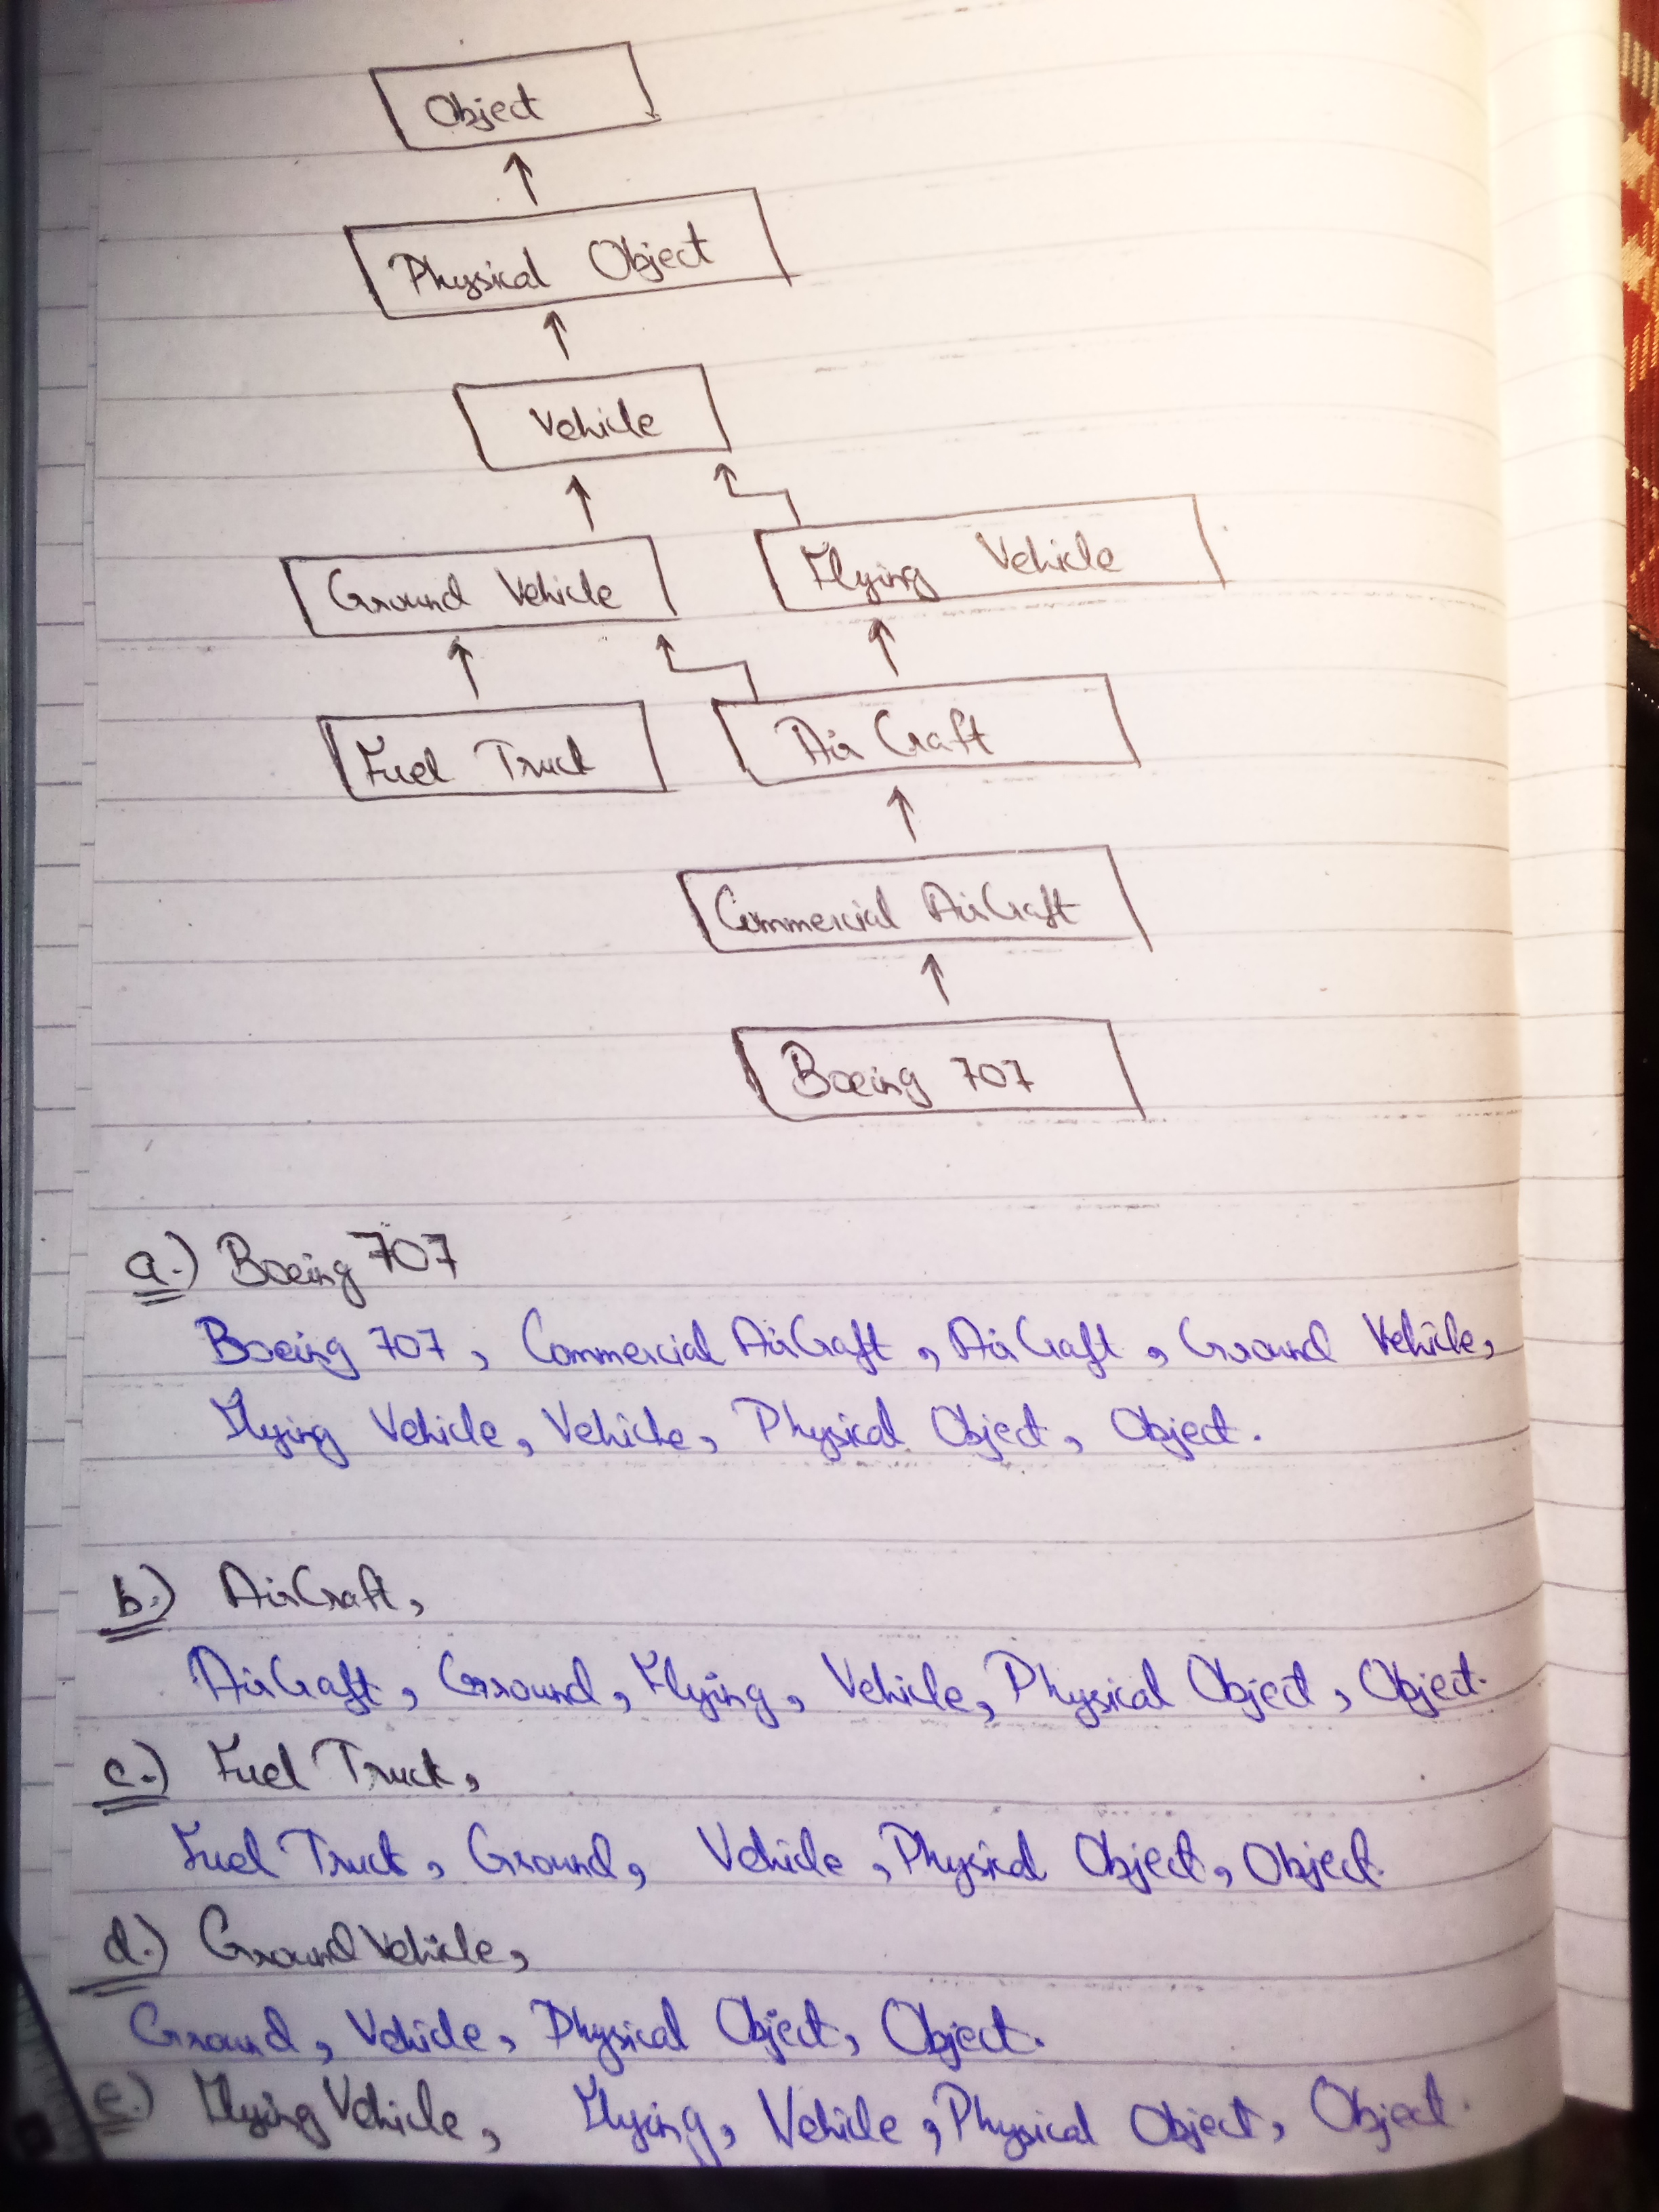 Object
Physical Object
Vehicle
Ground Vehicle
Flying Vehicle
Fuel Truck
Air Craft
Commercial AirCraft
Boeing 707
a.) Boeing 707
Boeing 707, Commercial AirCraft, AirCraft, Ground Vehicle,
Flying Vehicle, Vehicle, Physical Object, Object.
b.) AirCraft,
AirCraft, Ground, Flying, Vehicle, Physical Object, Object.
c.) Fuel Truck,
Fuel Truck, Ground, Vehicle, Physical Object, Object.
d.) Ground Vehicle,
Ground, Vehicle, Physical Object, Object.
e.) Flying Vehicle, Flying, Vehicle, Physical Object, Object.